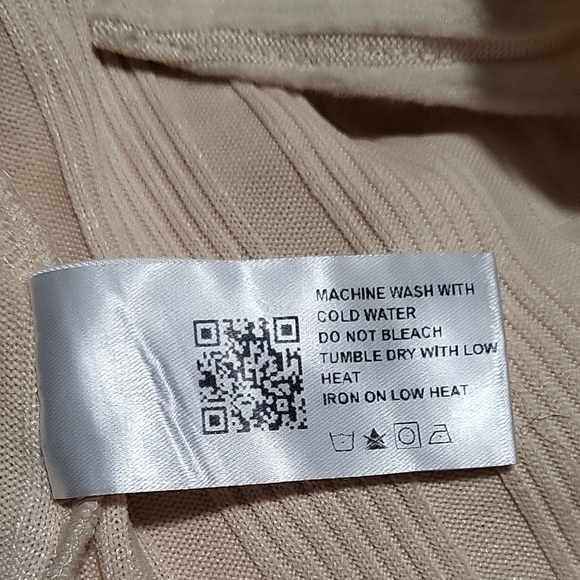 MACHINE WASH WITH
COLD WATER
DO NOT BLEACH
TUMBLE DRY WITH LOW
HEAT
IRON ON LOW HEAT